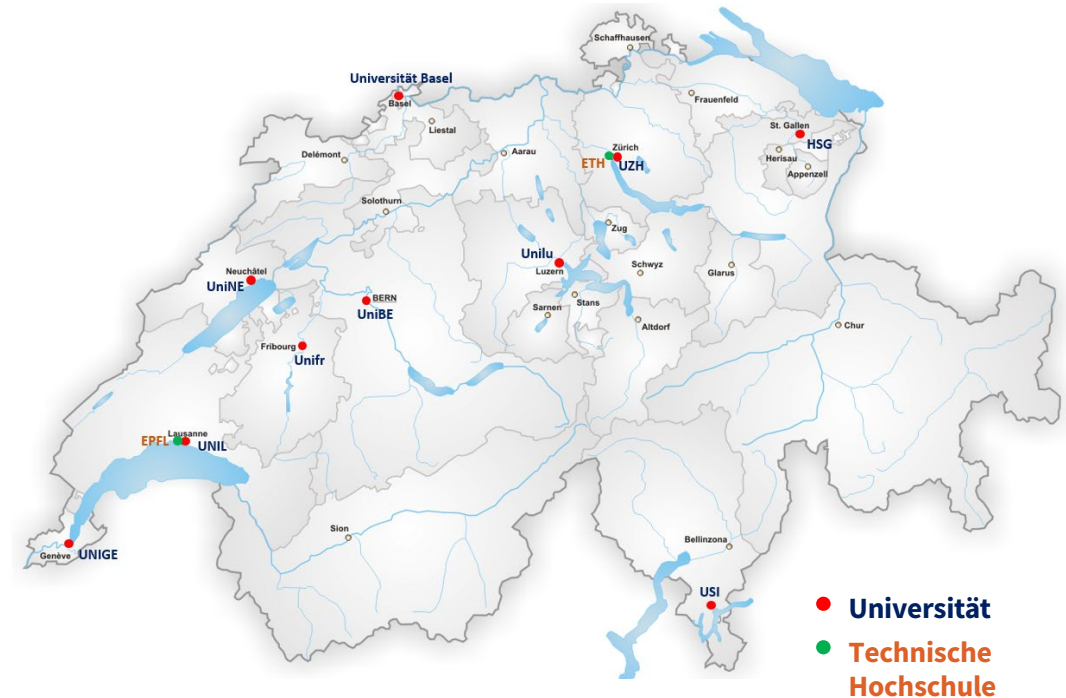 Schaffhausen
Universität Basel
Basel
Frauenfeld
Liestal
St. Gallen
HSG
Delémont
Aarau
Zürich
ETH
UZH
Herisau
Appenzell
Solothurn
Zug
Unilu
Luzern
Schwyz
Glarus
Neuchâtel
UniNE
BERN
UniBE
Sarnen
Stans
Altdorf
Chur
Fribourg
Unifr
Lausanne
EPFL
UNIL
Sion
Genève
UNIGE
Bellinzona
USI
Universität
Technische
Hochschule